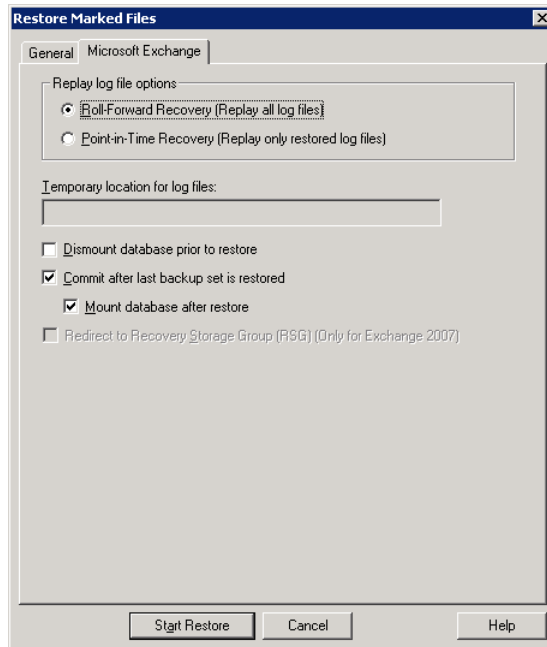 Restore Marked Files
General
Microsoft Exchange
Replay log file options
Roll-Forward Recovery (Replay all log files)
Point-in-Time Recovery (Replay only restored log files)
Temporary location for log files:
Dismount database prior to restore
Commit after last backup set is restored
Mount database after restore
Redirect to Recovery Storage Group (RSG) (Only for Exchange 2007)
Start Restore
Cancel
Help